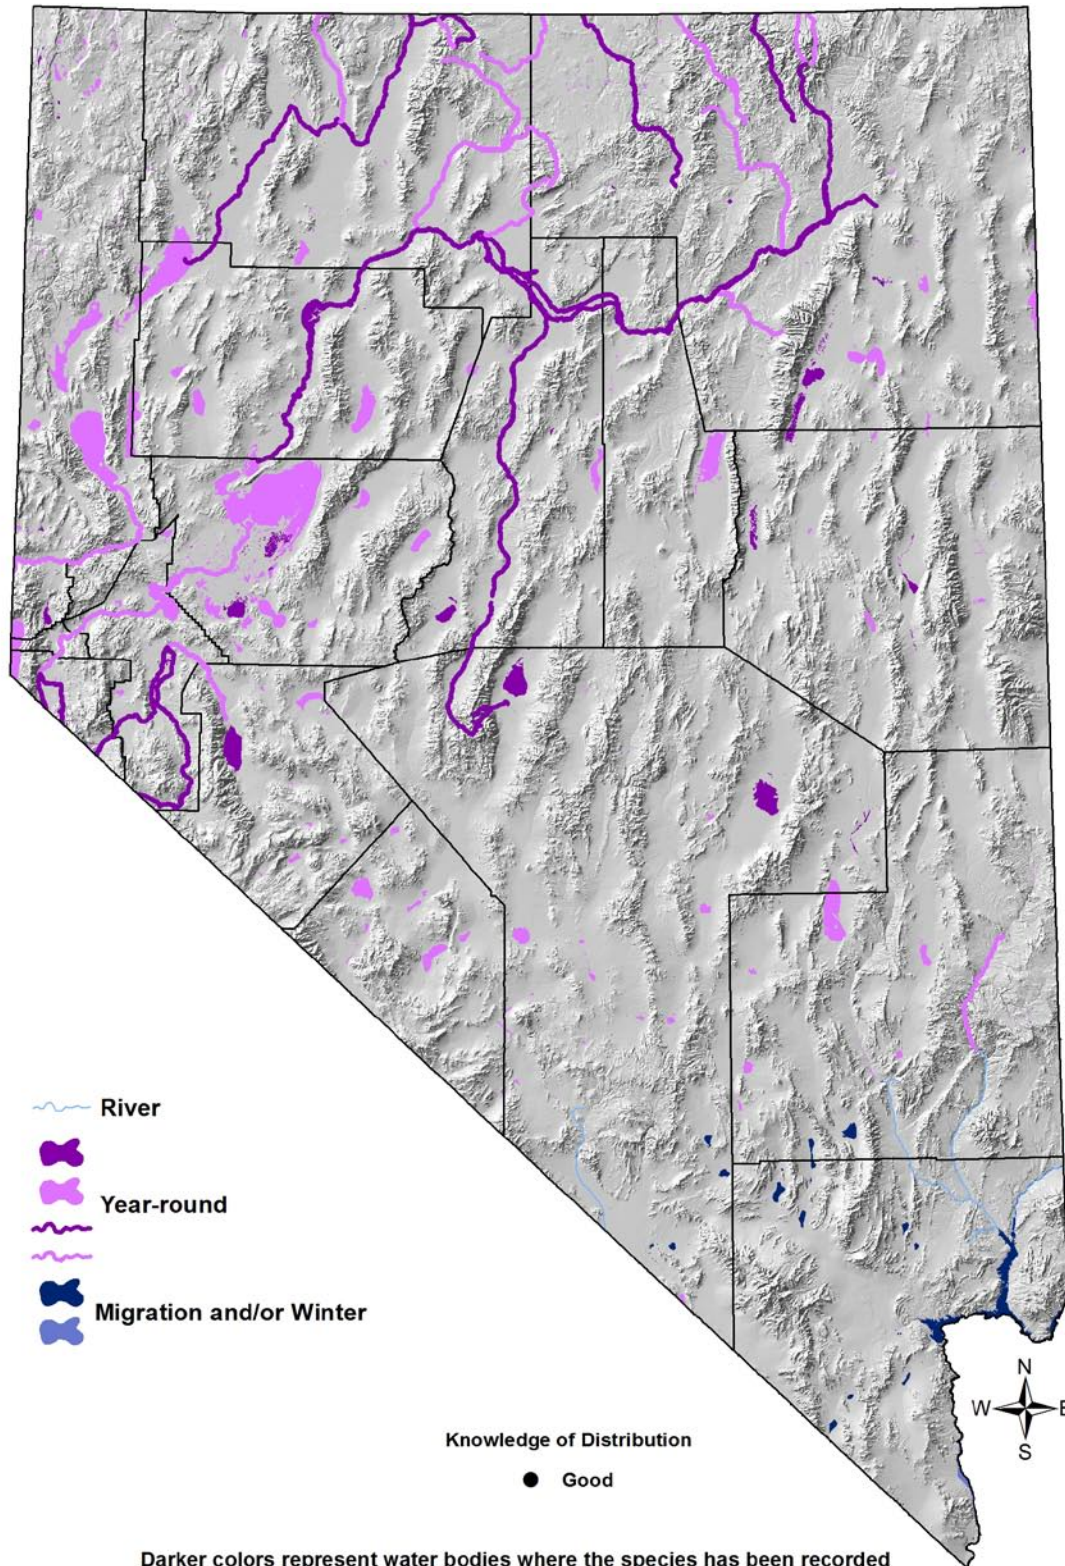 River
Year-round
Migration and/or Winter
N
W E
S
Knowledge of Distribution
Good
Darker colors represent water bodies where the species has been recorded